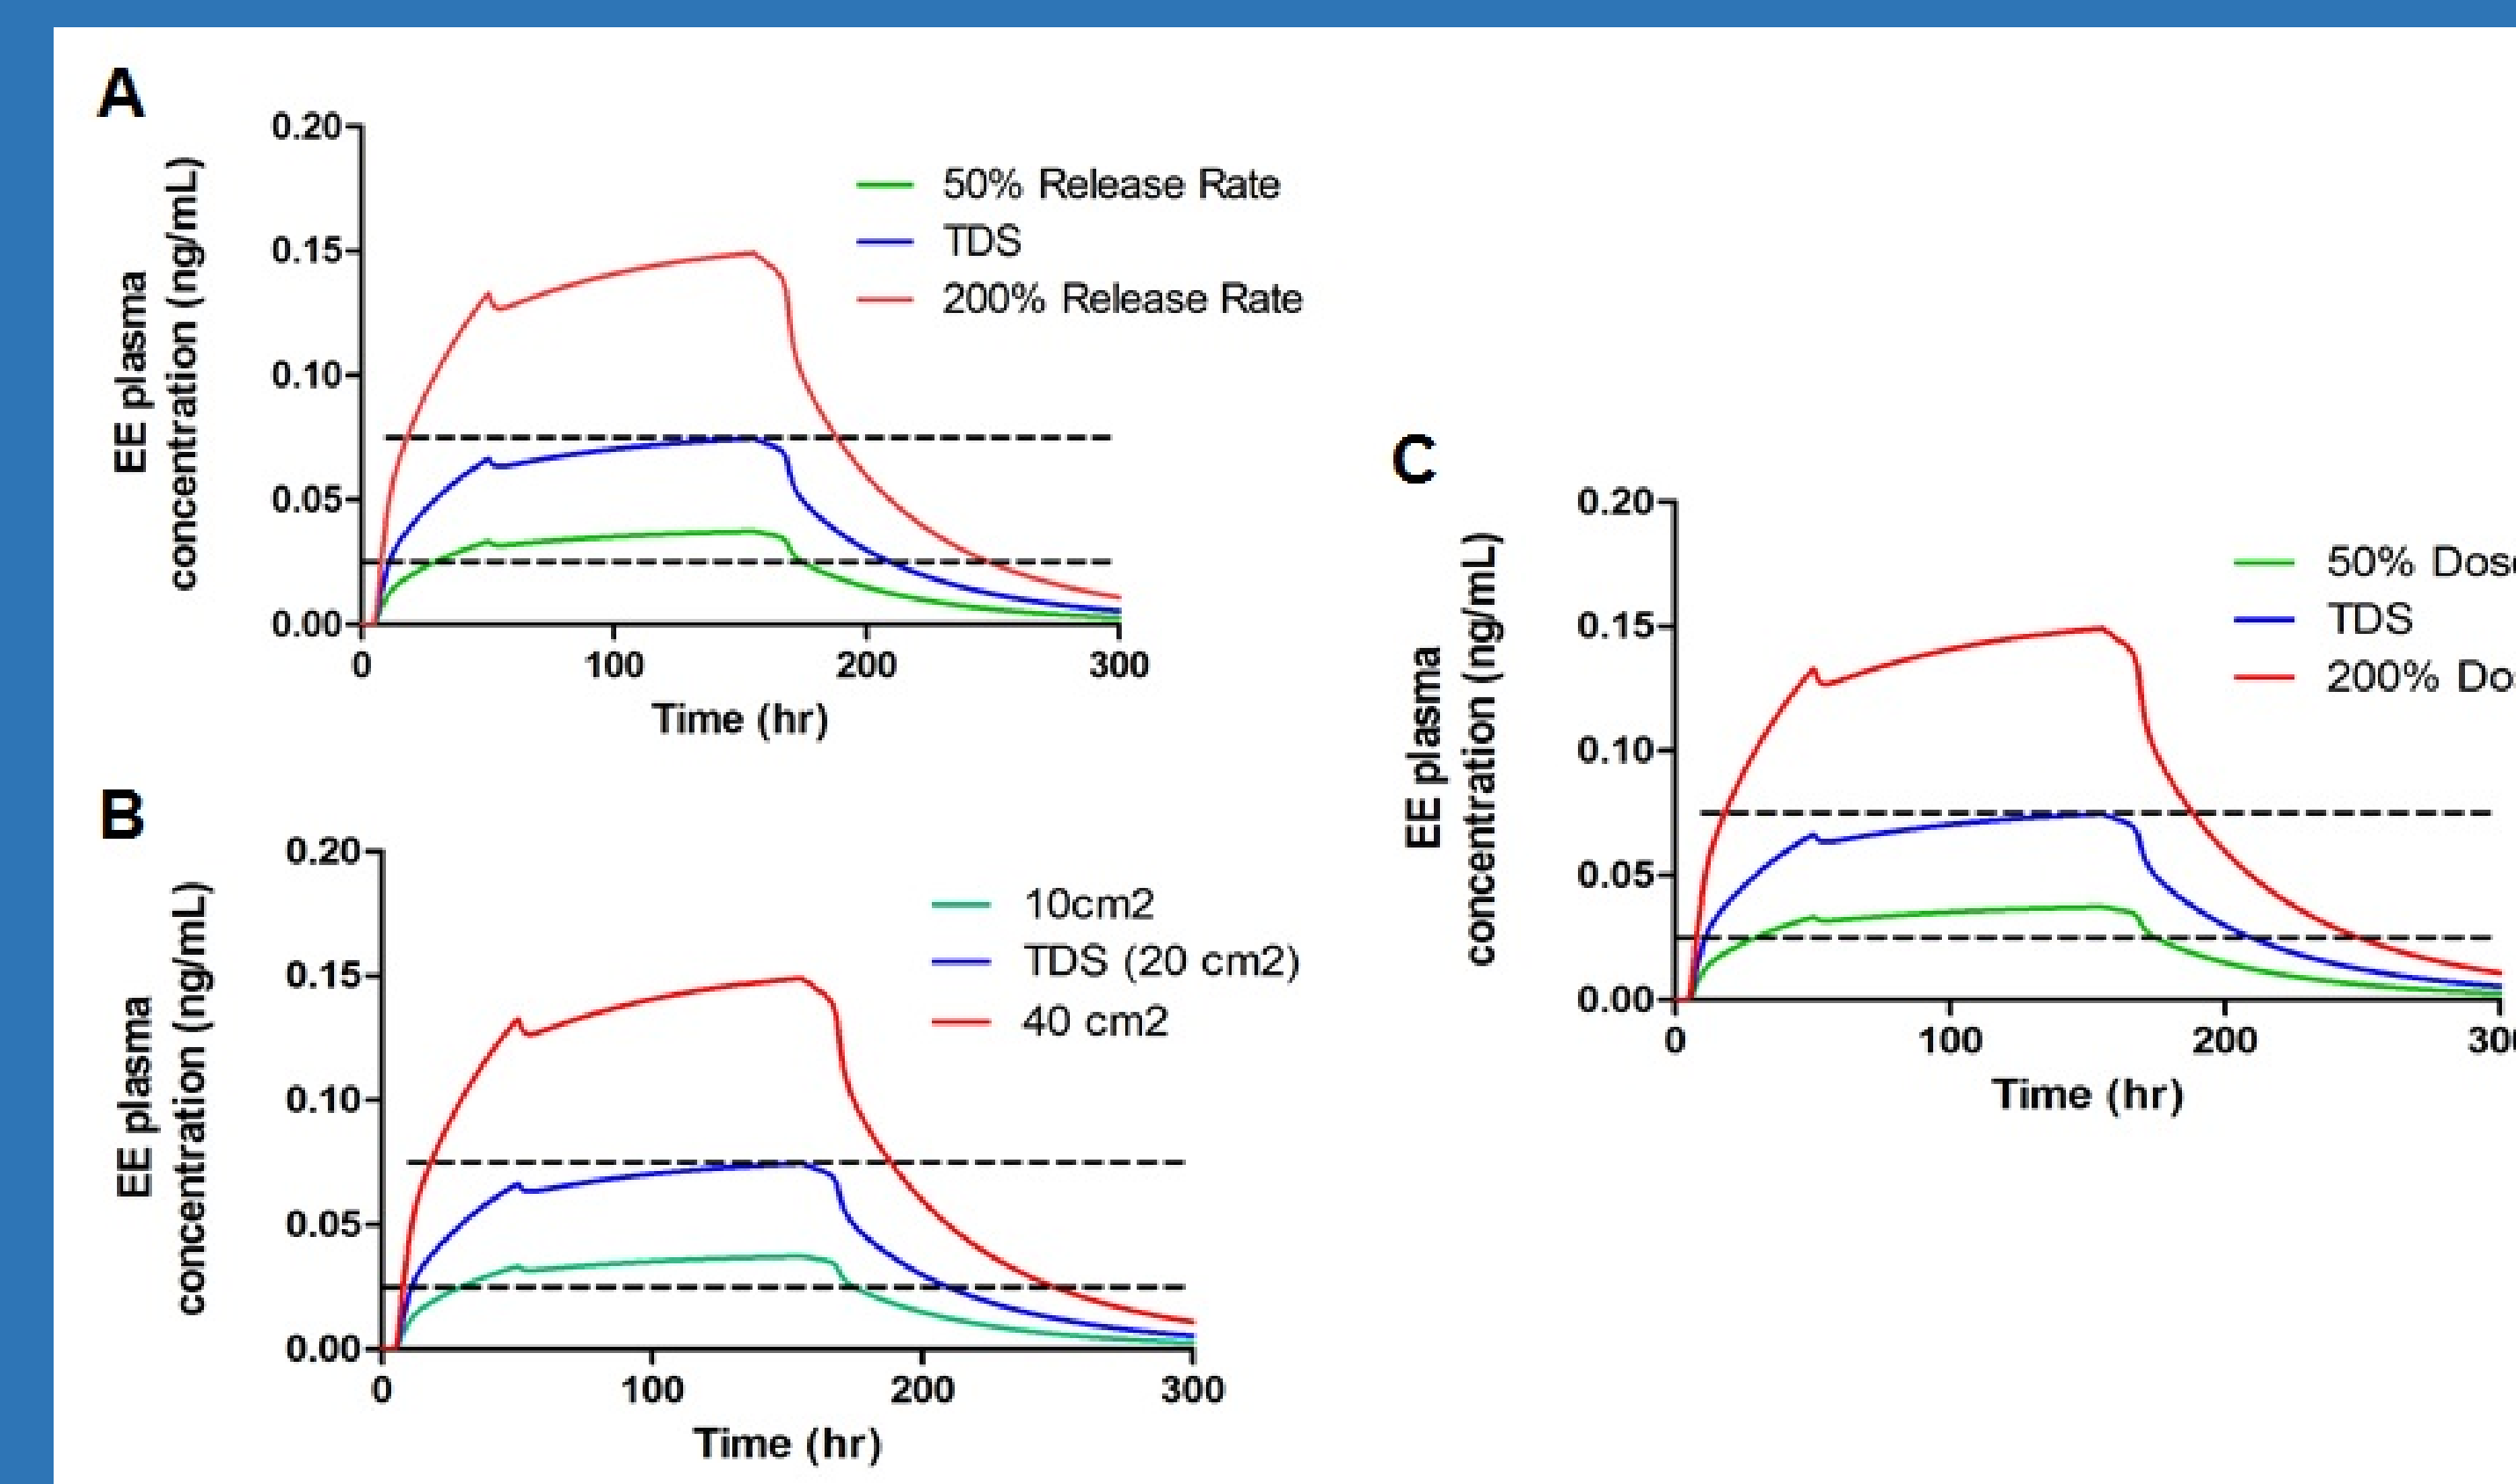 A
0.20
0.15
0.10
0.05
0.00
EE plasma
concentration (ng/mL)
50% Release Rate
TDS
200% Release Rate
0 100 200 300
Time (hr)
B
0.20
0.15
0.10
0.05
0.00
EE plasma
concentration (ng/mL)
10cm2
TDS (20 cm2)
40 cm2
0 100 200 300
Time (hr)
C
0.20
0.15
0.10
0.05
0.00
EE plasma
concentration (ng/mL)
50%
TDS
200%
0 100 200
Time (hr)